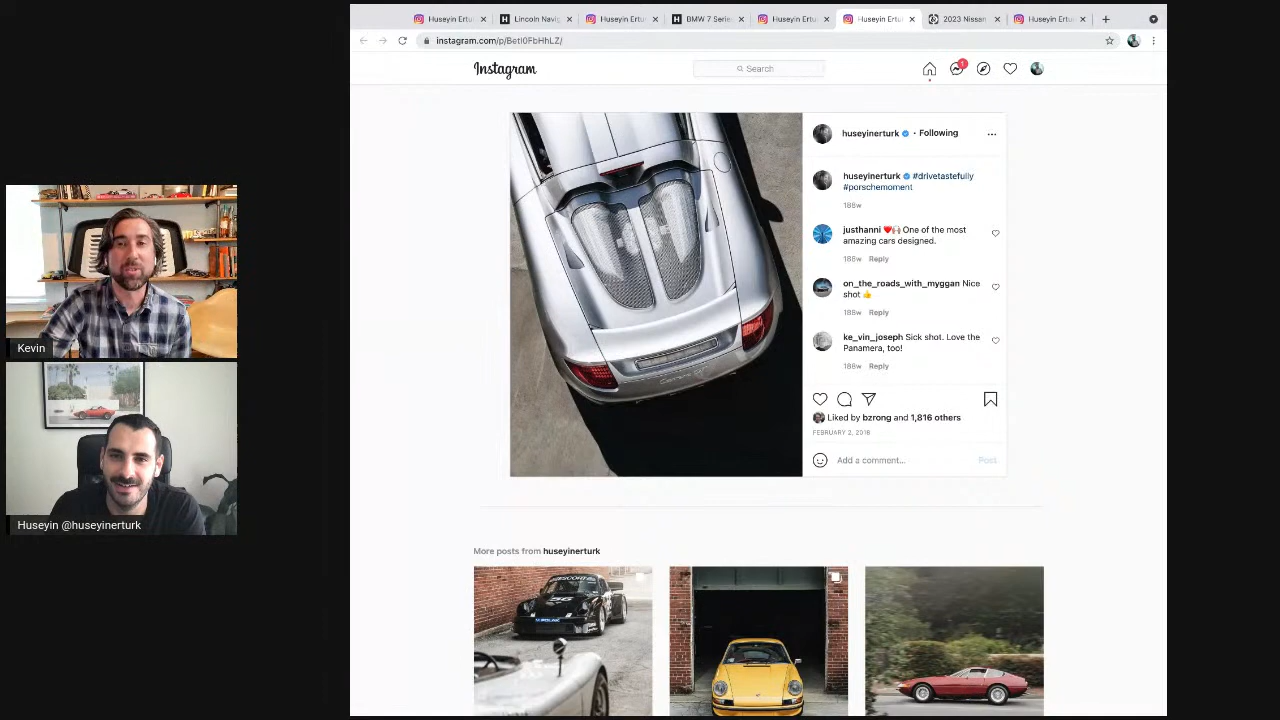 Huseyin Ertu
Lincoln Navig
Huseyin Ertu
BMW 7 Serie
Huseyin Ertu
Huseyin Ertu
2023 Nissan
Huseyin Ertu
instagram.com/p/BetI0FbHhLZ/
Instagram
Search
1
huseyinerturk • Following
huseyinerturk #drivetastefully
#porschemoment
188w
justhanni ❤️🙌🏻 One of the most
amazing cars designed.
188w Reply
on_the_roads_with_myggan Nice
shot 👍
188w Reply
ke_vin_joseph Sick shot. Love the
Panamera, too!
188w Reply
Liked by bzrong and 1,816 others
FEBRUARY 2, 2018
Add a comment...
Post
More posts from huseyinerturk
Kevin
Huseyin @huseyinerturk